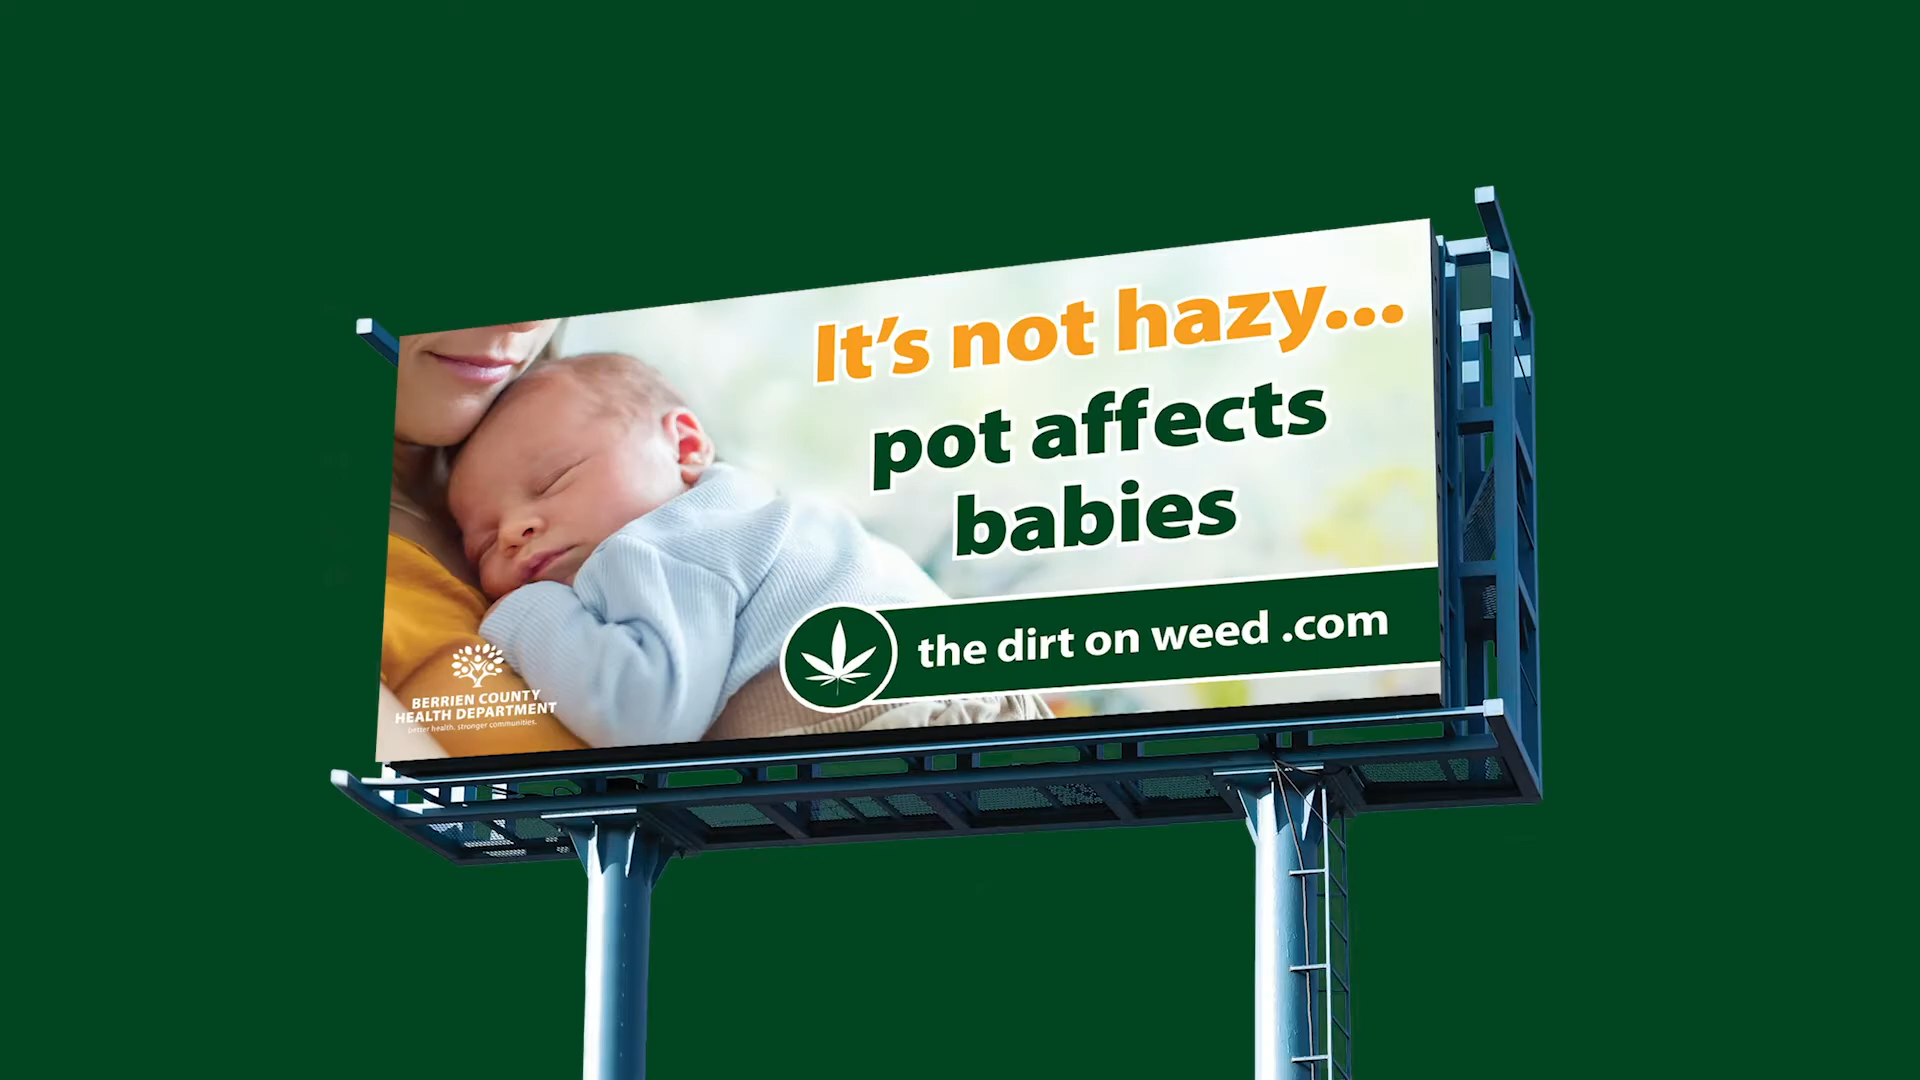 It's not hazy...
pot affects
babies
the dirt on weed .com
BERRIEN COUNTY
HEALTH DEPARTMENT
better health. stronger communities.